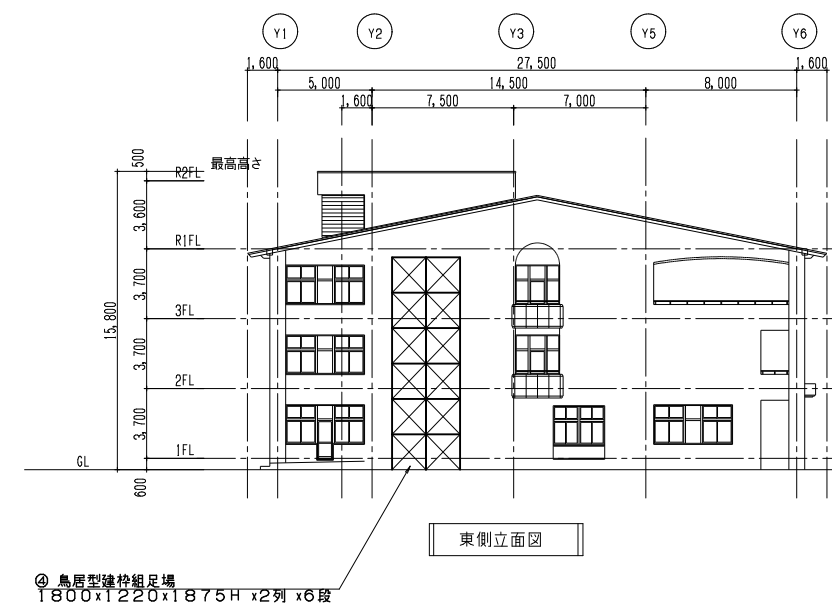 Y1 Y2 Y3 Y5 Y6
1,600 27,500 1,600
5,000 14,500 8,000
1,600 7,500 7,000
最高高さ
500
R2FL
3,600
R1FL
3,700
3FL
15,800
3,700
2FL
3,700
1FL
GL
600
東側立面図
④ 鳥居型建枠組足場
1800x1220x1875H x2列 x6段